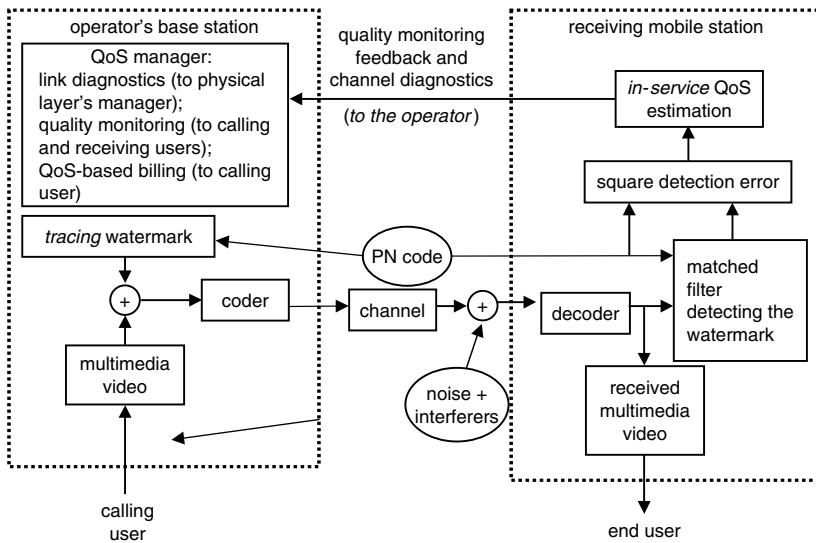 operator's base station
QoS manager:
link diagnostics (to physical
layer's manager);
quality monitoring (to calling
and receiving users);
QoS-based billing (to calling
user)
quality monitoring
feedback and
channel diagnostics
(to the operator)
receiving mobile station
in-service QoS
estimation
square detection error
tracing watermark
PN code
matched
filter
detecting the
watermark
+
coder
channel
+
decoder
multimedia
video
noise +
interferers
received
multimedia
video
calling
user
end user